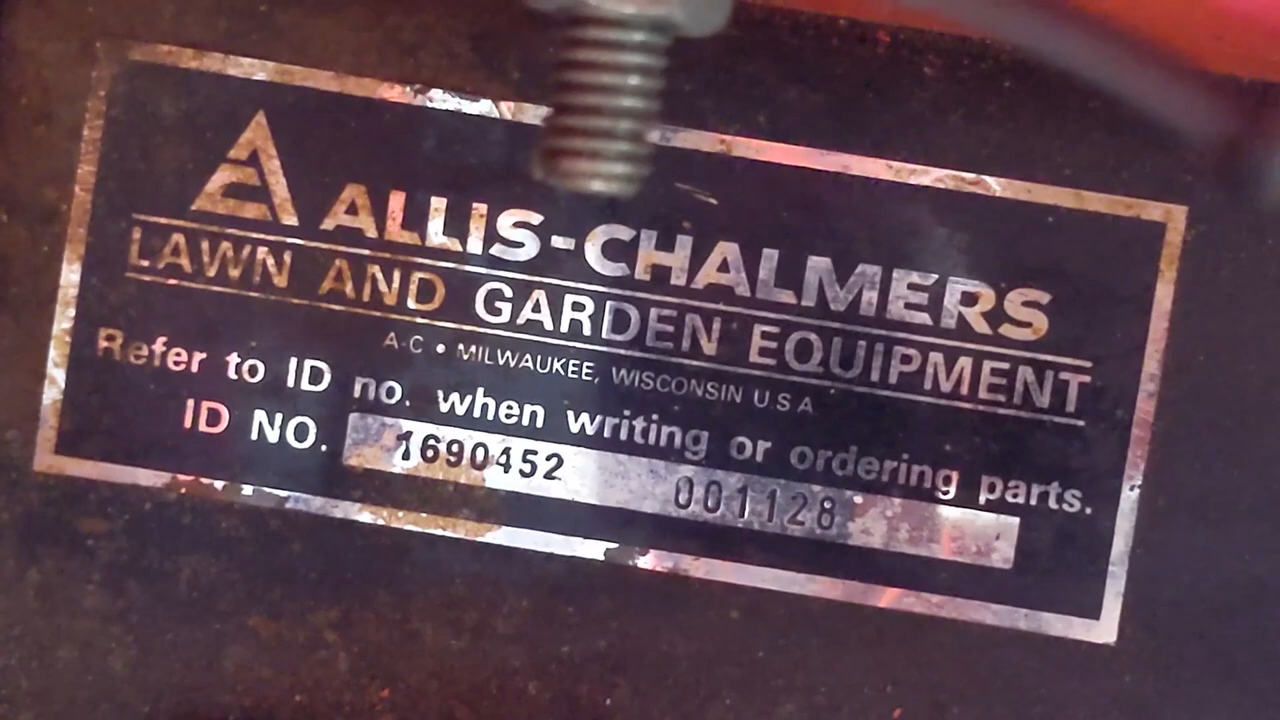 ALLIS-CHALMERS
LAWN AND GARDEN EQUIPMENT
A-C • MILWAUKEE, WISCONSIN U.S.A
Refer to ID no. when writing or ordering parts.
ID NO. 1690452 001128